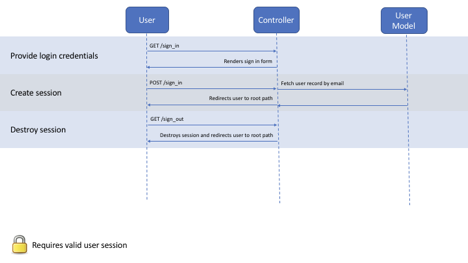 User
Controller
User
Model
Provide login credentials
GET /sign_in
Renders sign in form
Create session
POST /sign_in
Fetch user record by email
Redirects user to root path
Destroy session
GET /sign_out
Destroys session and redirects user to root path
Requires valid user session